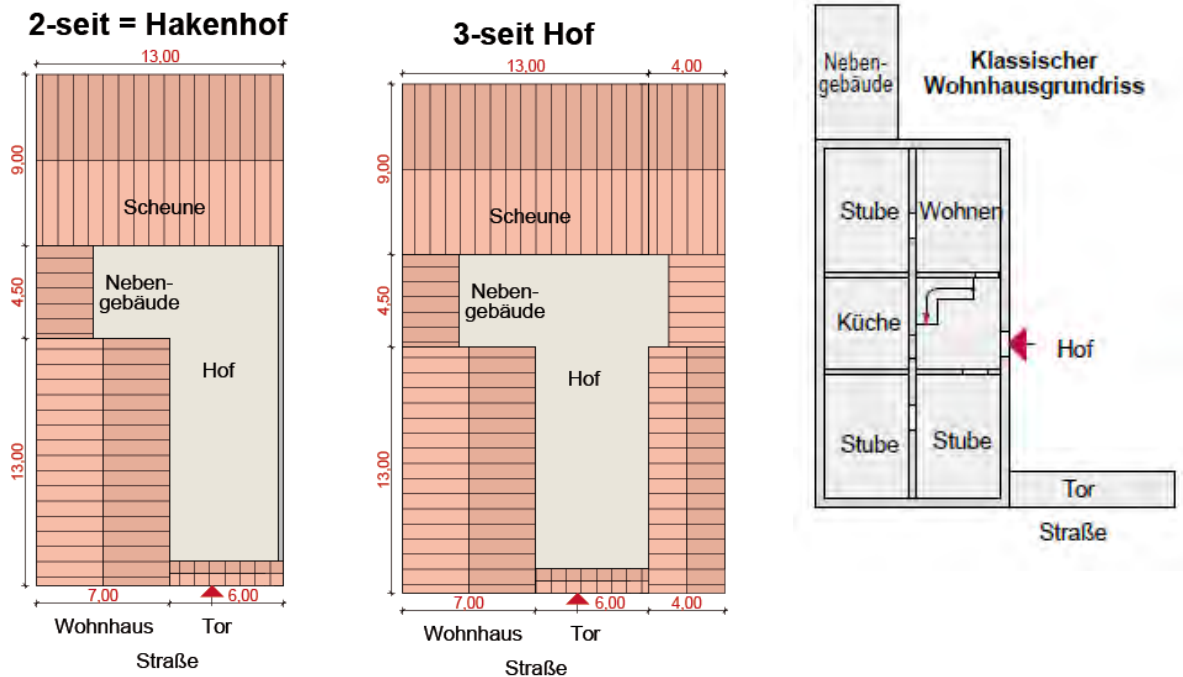 2-seit = Hakenhof
13,00
9,00
Scheune
4,50
Neben-
gebäude
Hof
13,00
7,00
6,00
Wohnhaus
Tor
Straße
3-seit Hof
13,00
4,00
9,00
Scheune
4,50
Neben-
gebäude
Hof
13,00
7,00
6,00
4,00
Wohnhaus
Tor
Straße
Neben-
gebäude
Klassischer
Wohnhausgrundriss
Stube
Wohnen
Küche
Hof
Stube
Stube
Tor
Straße